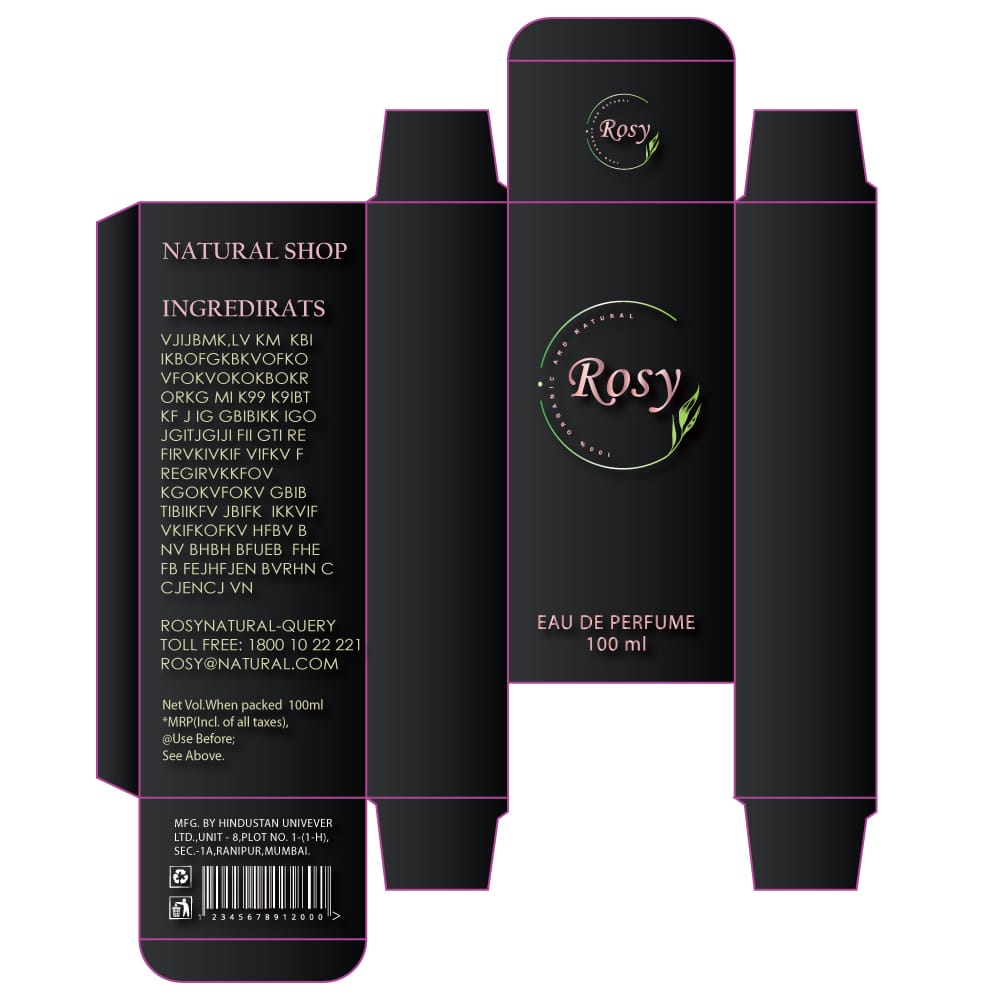 Rosy
NATURAL SHOP
INGREDIRATS
VJIJBMK,LV KM KBI
IKBOFGKBKVOFKO
VFOKVOKOKBOKR
ORKG MI K99 K9IBT
KF J IG GBIBIKK IGO
JGITJGIJI FII GTI RE
FIRVKIVKIF VIFKV F
REGIRVKKFOV
KGOKVFOKV GBIB
TIBIIKFV JBIFK IKKVIF
VKIFKOFKV HFBV B
NV BHBH BFUEB FHE
FB FEJHFJEN BVRHN C
CJENCJ VN
ROSYNATURAL-QUERY
TOLL FREE: 1800 10 22 221
ROSY@NATURAL.COM
Net Vol.When packed 100ml
*MRP(Incl. of all taxes),
@Use Before;
See Above.
MFG. BY HINDUSTAN UNIVEVER
LTD.,UNIT - 8,PLOT NO. 1-(1-H),
SEC.-1A,RANIPUR,MUMBAI.
1 234567 891 2000 >
100% ORGANIC AND NATURAL
Rosy
EAU DE PERFUME
100 ml